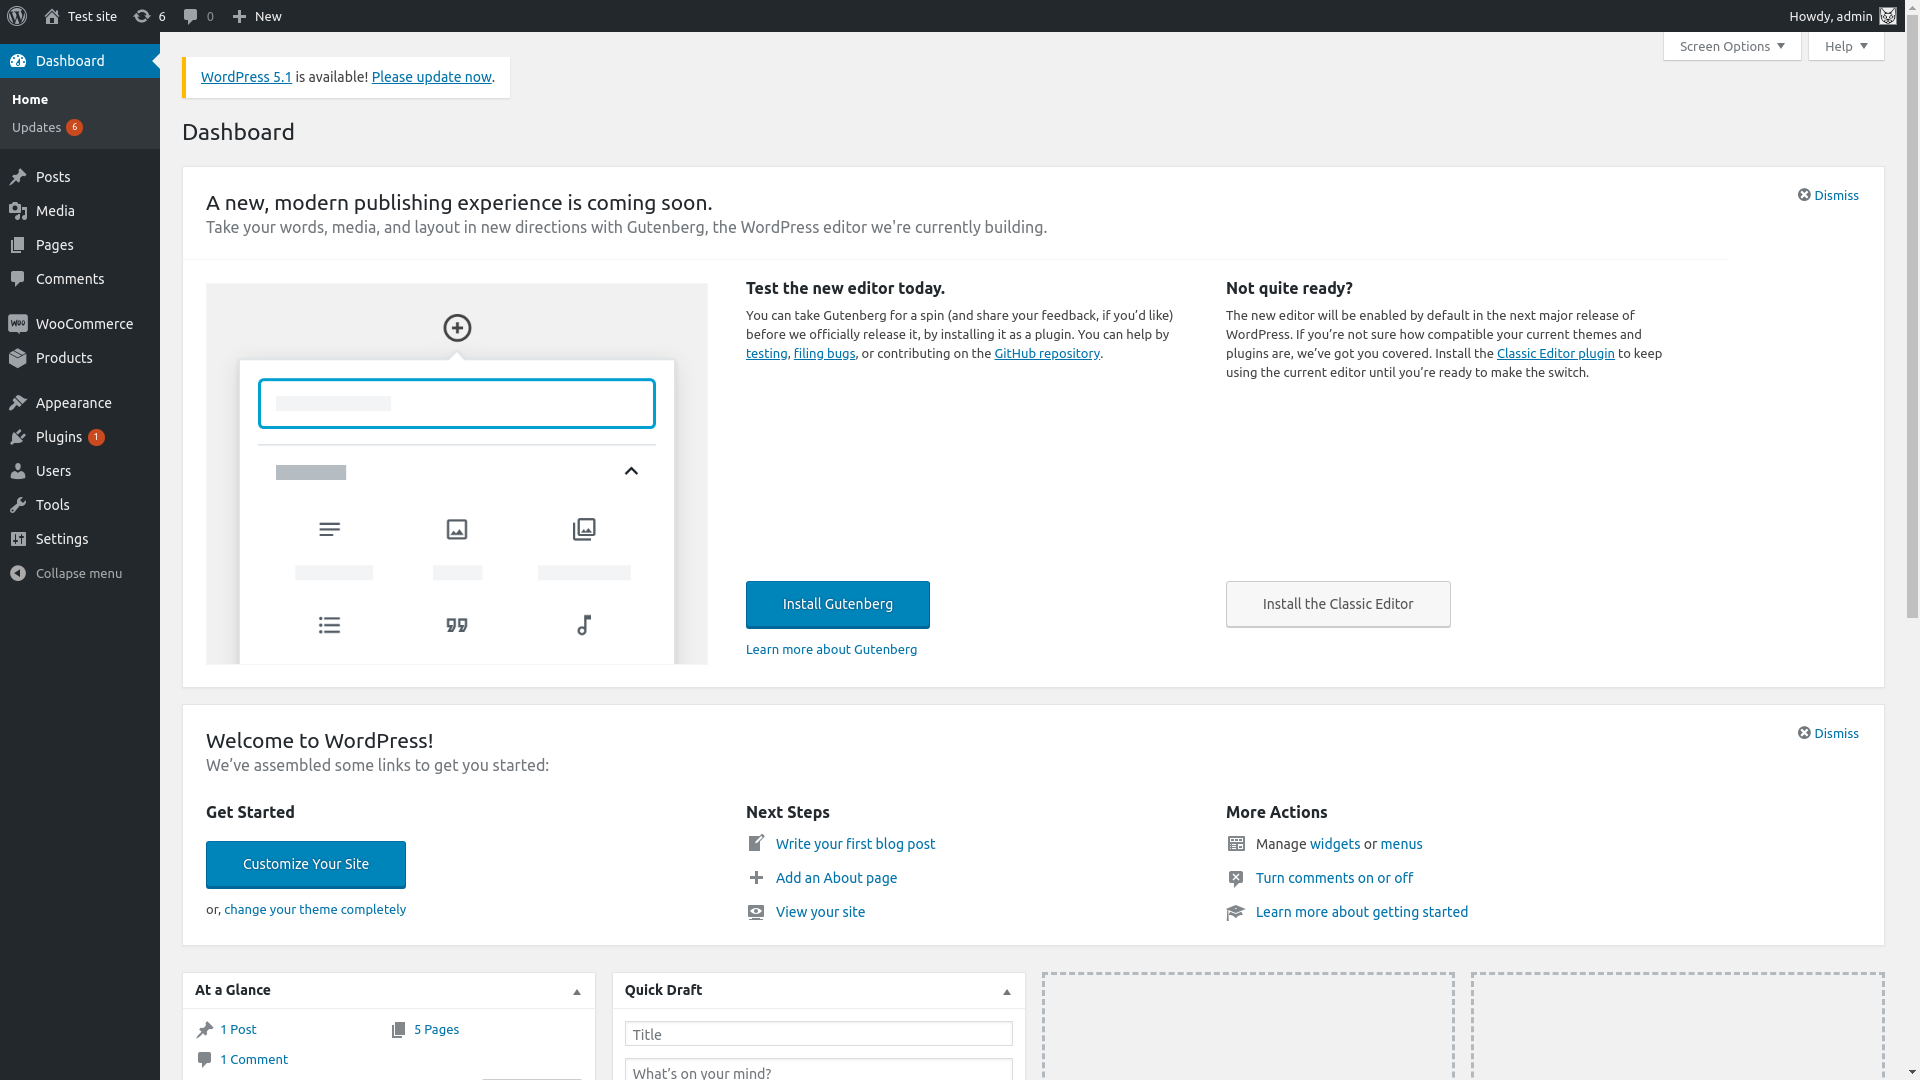 Test site
6
0
New
Howdy, admin
Dashboard
Home
Updates 6
Posts
Media
Pages
Comments
WooCommerce
Products
Appearance
Plugins 1
Users
Tools
Settings
Collapse menu
Screen Options
Help
WordPress 5.1 is available! Please update now.
Dashboard
A new, modern publishing experience is coming soon.
Take your words, media, and layout in new directions with Gutenberg, the WordPress editor we're currently building.
Dismiss
Test the new editor today.
You can take Gutenberg for a spin (and share your feedback, if you’d like)
before we officially release it, by installing it as a plugin. You can help by
testing, filing bugs, or contributing on the GitHub repository.
Install Gutenberg
Learn more about Gutenberg
Not quite ready?
The new editor will be enabled by default in the next major release of
WordPress. If you’re not sure how compatible your current themes and
plugins are, we’ve got you covered. Install the Classic Editor plugin to keep
using the current editor until you’re ready to make the switch.
Install the Classic Editor
Welcome to WordPress!
We’ve assembled some links to get you started:
Dismiss
Get Started
Customize Your Site
or, change your theme completely
Next Steps
Write your first blog post
Add an About page
View your site
More Actions
Manage widgets or menus
Turn comments on or off
Learn more about getting started
At a Glance
1 Post
5 Pages
1 Comment
Quick Draft
Title
What’s on your mind?